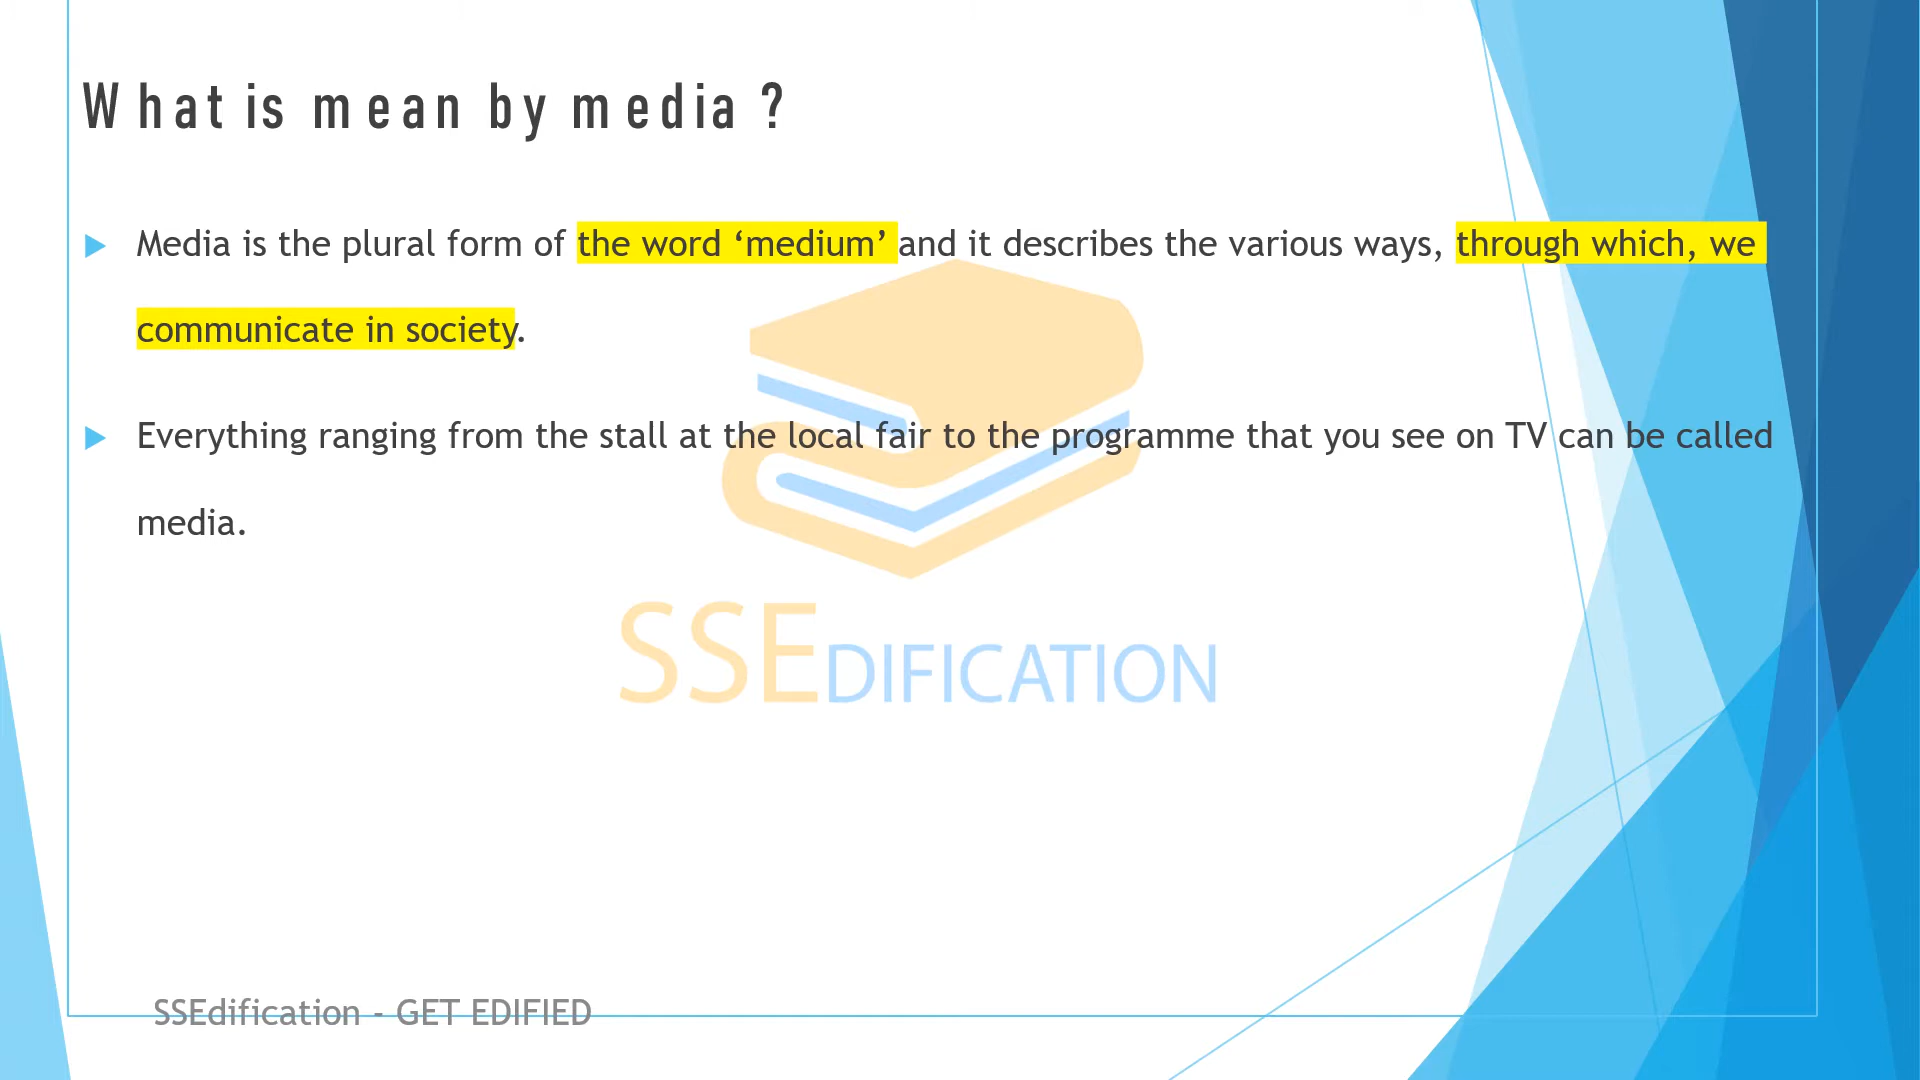 What is mean by media ?
Media is the plural form of the word ‘medium’ and it describes the various ways, through which, we
communicate in society.
Everything ranging from the stall at the local fair to the programme that you see on TV can be called
media.
SSEDIFICATION
SSEdification - GET EDIFIED